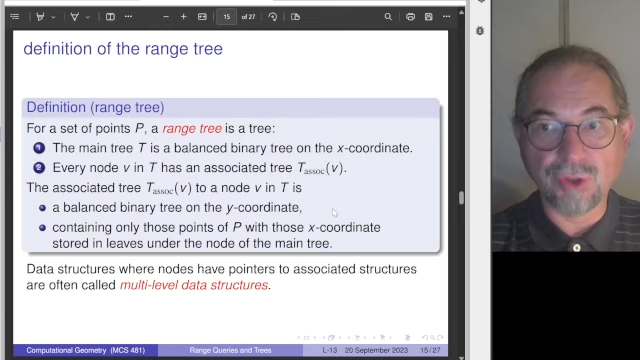 15 of 27
definition of the range tree
Definition (range tree)
For a set of points P, a range tree is a tree:
1 The main tree T is a balanced binary tree on the x-coordinate.
2 Every node v in T has an associated tree Tassoc(v).
The associated tree Tassoc(v) to a node v in T is
• a balanced binary tree on the y-coordinate,
• containing only those points of P with those x-coordinate
stored in leaves under the node of the main tree.
Data structures where nodes have pointers to associated structures
are often called multi-level data structures.
Computational Geometry (MCS 481) Range Queries and Trees L-13 20 September 2023 15/27